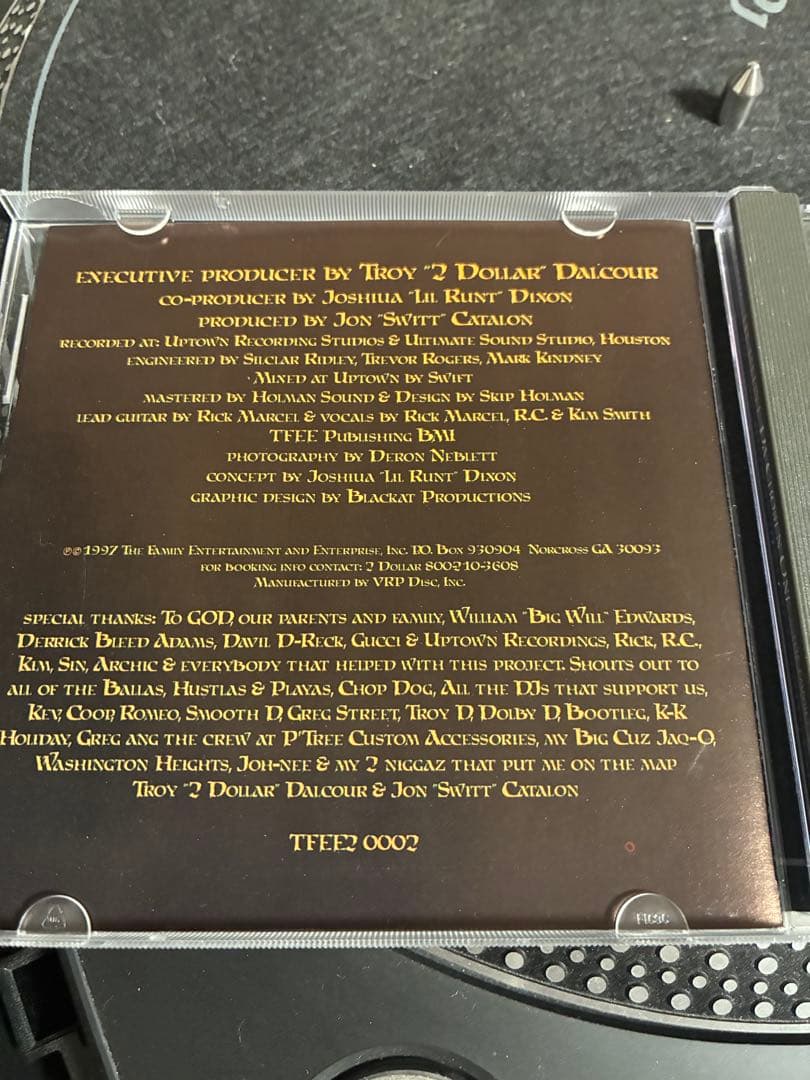 EXECUTIVE PRODUCER BY TROY "2 DOLLAR" DALCOUR
CO-PRODUCER BY JOSHUA "LIL RUNT" DIXON
PRODUCED BY JON "SWITT" CATALON
RECORDED AT: UPTOWN RECORDING STUDIOS & ULTIMATE SOUND STUDIO, HOUSTON
ENGINEERED BY SILCLAR RIDLEY, TREVOR ROGERS, MARK KINDNEY
MIXED AT UPTOWN BY SWIFT
MASTERED BY HOLMAN SOUND & DESIGN BY SKIP HOLMAN
LEAD GUITAR BY RICK MARCEL & VOCALS BY RICK MARCEL, R.C. & KIM SMITH
TFEE PUBLISHING BMI
PHOTOGRAPHY BY DERON NEBLETT
CONCEPT BY JOSHUA "LIL RUNT" DIXON
GRAPHIC DESIGN BY BLACKAT PRODUCTIONS
℗© 1997 THE FAMILY ENTERTAINMENT AND ENTERPRISE, INC. P.O. BOX 930904 NORCROSS GA 30093
FOR BOOKING INFO CONTACT: 2 DOLLAR 800210-3608
MANUFACTURED BY VRP DISC, INC.
SPECIAL THANKS: TO GOD, OUR PARENTS AND FAMILY, WILLIAM "BIG WILL" EDWARDS,
DERRICK BLEED ADAMS, DAVIL D-RECK, GUCCI & UPTOWN RECORDINGS, RICK, R.C.,
KIM, SIN, ARCHIC & EVERYBODY THAT HELPED WITH THIS PROJECT. SHOUTS OUT TO
ALL OF THE BALLAS, HUSTLAS & PLAYAS, CHOP DOG, ALL THE DJS THAT SUPPORT US,
KEV, COOP, ROMEO, SMOOTH D, GREG STREET, TROY D, DOLBY D, BOOTLEG, K-K
HOLIDAY, GREG ANG THE CREW AT P'TREE CUSTOM ACCESSORIES, MY BIG CUZ JAQ-O,
WASHINGTON HEIGHTS, JOH-NEE & MY 2 NIGGAZ THAT PUT ME ON THE MAP
TROY "2 DOLLAR" DALCOUR & JON "SWITT" CATALON
TFEE2 0002